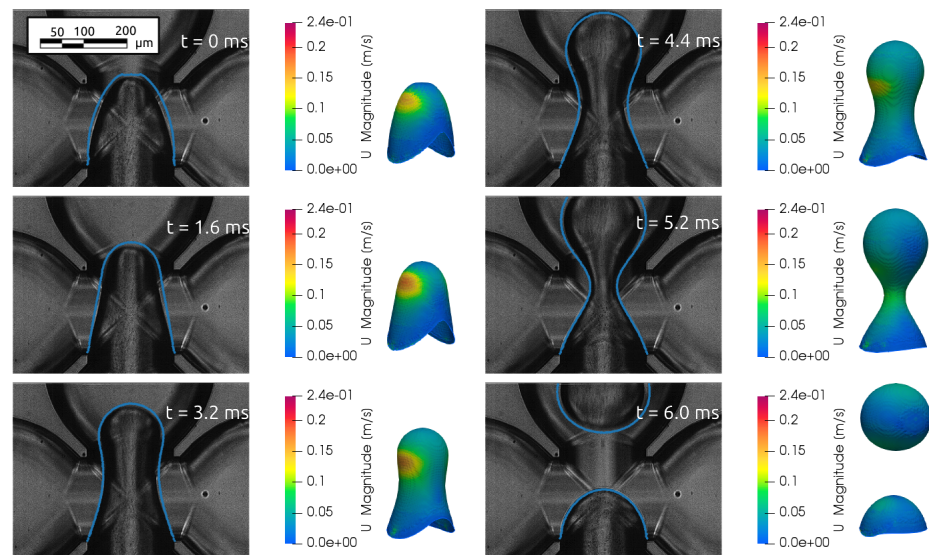 50 100 200
µm
t = 0 ms
2.4e-01
0.2
0.15
0.1
0.05
0.0e+00
U Magnitude (m/s)
t = 4.4 ms
2.4e-01
0.2
0.15
0.1
0.05
0.0e+00
U Magnitude (m/s)
t = 1.6 ms
2.4e-01
0.2
0.15
0.1
0.05
0.0e+00
U Magnitude (m/s)
t = 5.2 ms
2.4e-01
0.2
0.15
0.1
0.05
0.0e+00
U Magnitude (m/s)
t = 3.2 ms
2.4e-01
0.2
0.15
0.1
0.05
0.0e+00
U Magnitude (m/s)
t = 6.0 ms
2.4e-01
0.2
0.15
0.1
0.05
0.0e+00
U Magnitude (m/s)